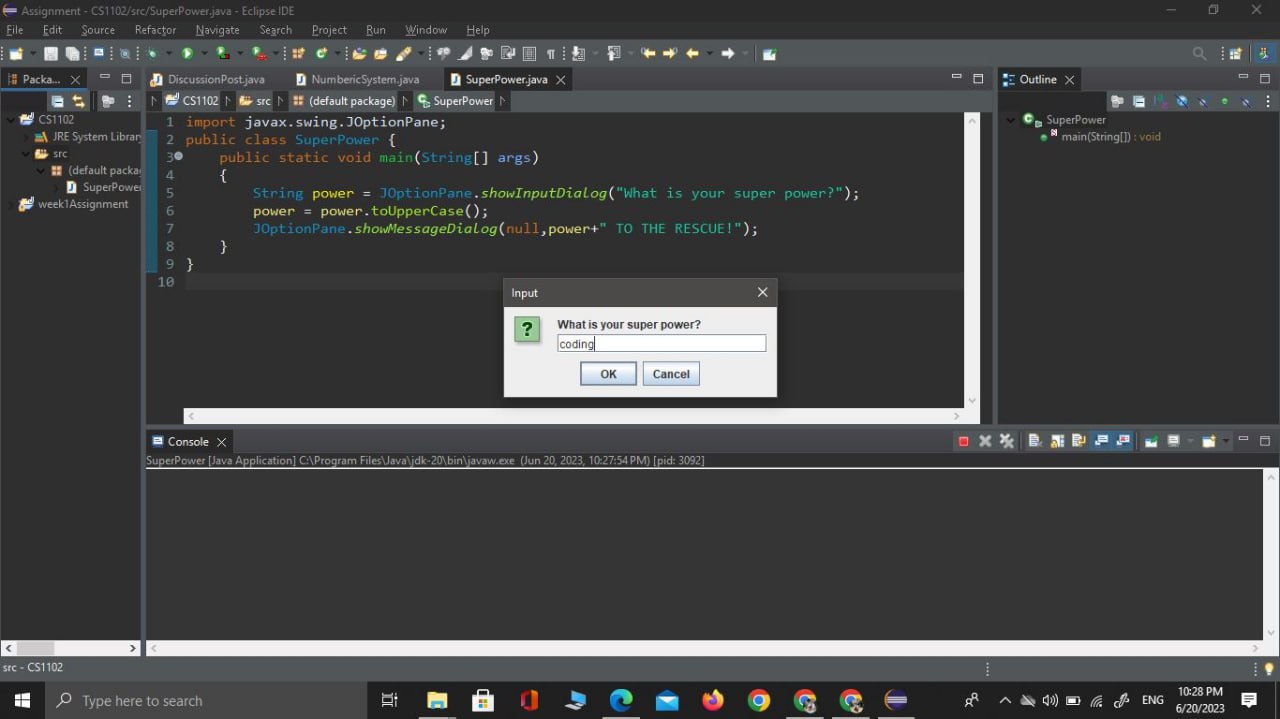 Assignment - CS1102/src/SuperPower.java - Eclipse IDE
File Edit Source Refactor Navigate Search Project Run Window Help
Packa...
DiscussionPost.java
NumbericSystem.java
SuperPower.java
Outline
CS1102
src
(default package)
SuperPower
CS1102
JRE System Library
src
(default packa
SuperPower
week1Assignment
1 import javax.swing.JOptionPane;
2 public class SuperPower {
3 public static void main(String[] args)
4 {
5 String power = JOptionPane.showInputDialog("What is your super power?");
6 power = power.toUpperCase();
7 JOptionPane.showMessageDialog(null,power+" TO THE RESCUE!");
8 }
9 }
10
SuperPower
main(String[]) : void
Input
What is your super power?
coding
OK Cancel
Console
SuperPower [Java Application] C:\Program Files\Java\jdk-20\bin\javaw.exe (Jun 20, 2023, 10:27:54 PM) [pid: 3092]
src - CS1102
Type here to search
ENG
10:28 PM
6/20/2023